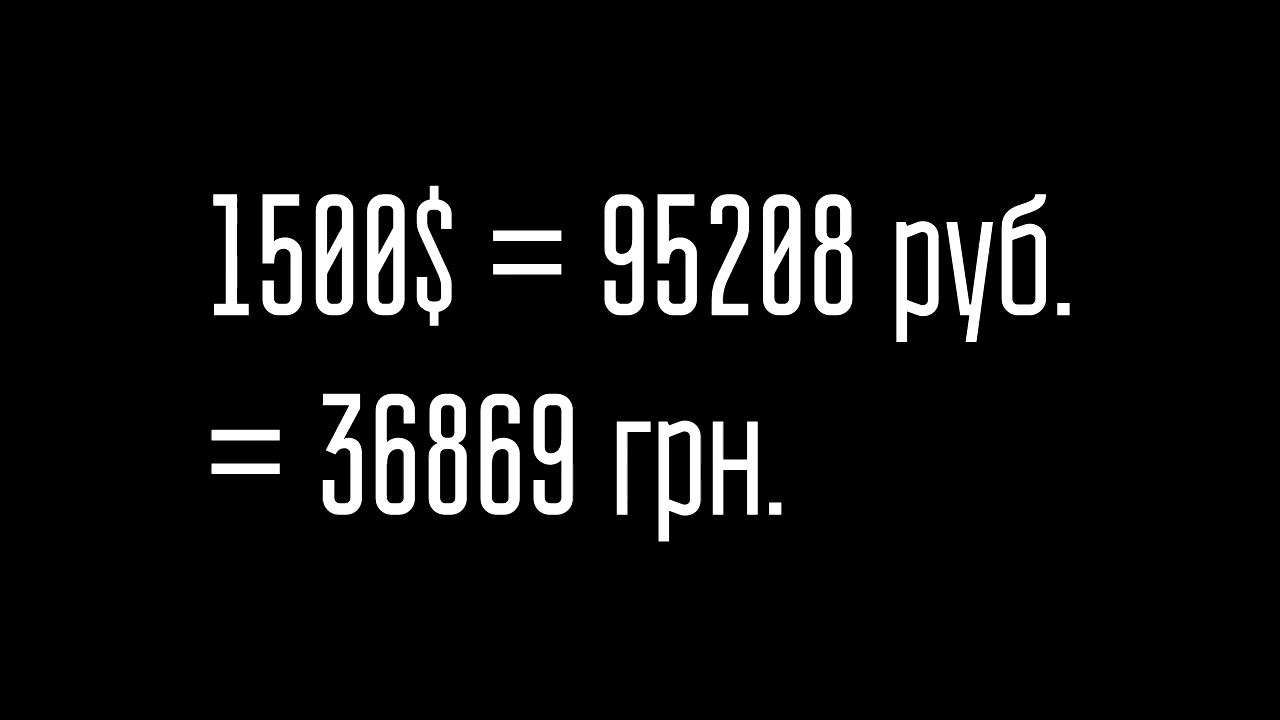 1500$ = 95208 руб.
= 36869 грн.